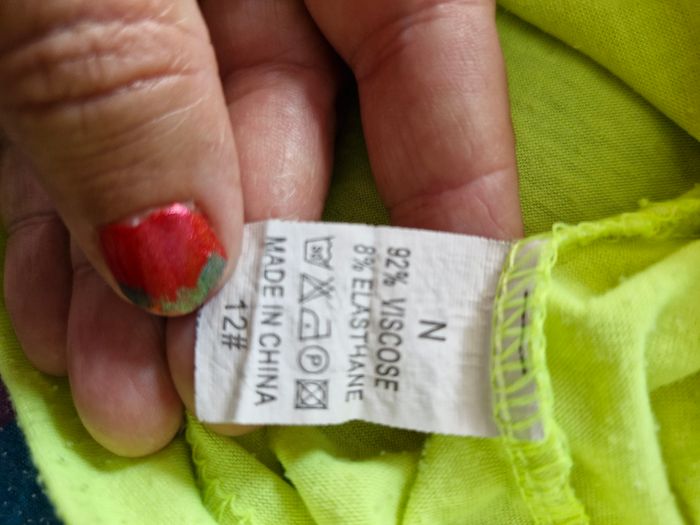 N
92% VISCOSE
8% ELASTHANE
MADE IN CHINA
12#